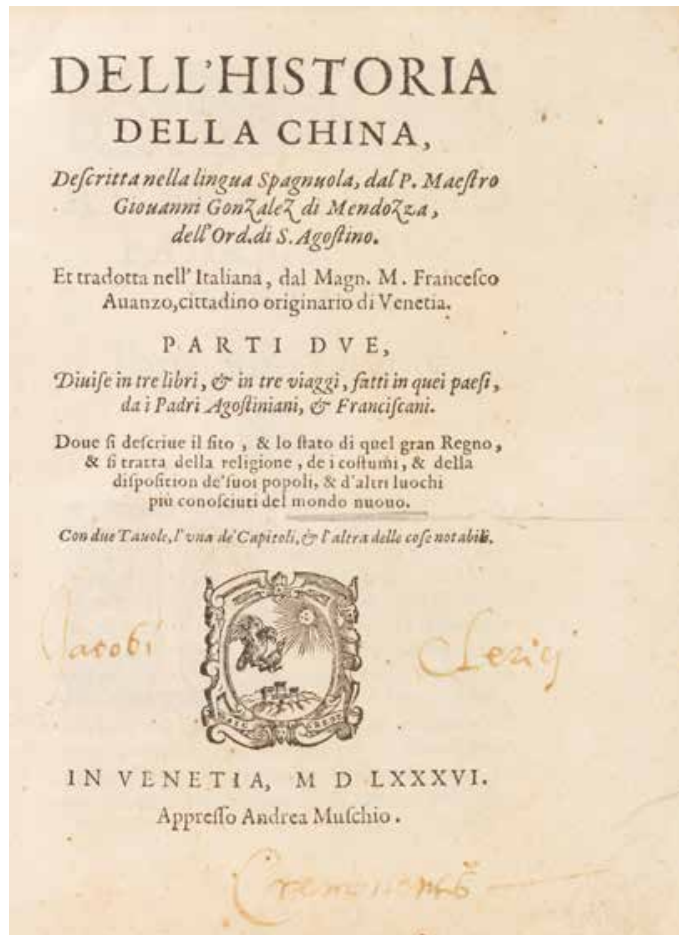 DELL'HISTORIA
DELLA CHINA,
Deſcritta nella lingua Spagnuola, dal P. Maeſtro
Giouanni Gonzalez di Mendozza,
dell'Ord. di S. Agoſtino.
Et tradotta nell'Italiana, dal Magn. M. Franceſco
Auanzo, cittadino originario di Venetia.
PARTI DVE,
Diuiſe in tre libri, & in tre viaggi, fatti in quei paeſi,
da i Padri Agoſtiniani, & Franciſcani.
Doue ſi deſcriue il ſito, & lo ſtato di quel gran Regno,
& ſi tratta della religione, de i coſtumi, & della
diſpoſition de'ſuoi popoli, & d'altri luochi
più conoſciuti del mondo nuouo.
Con due Tauole, l'vna de' Capitoli, & l'altra delle coſe notabili.
Jacobi Clerici
IN VENETIA, M D LXXXVI.
Appreſſo Andrea Muſchio.